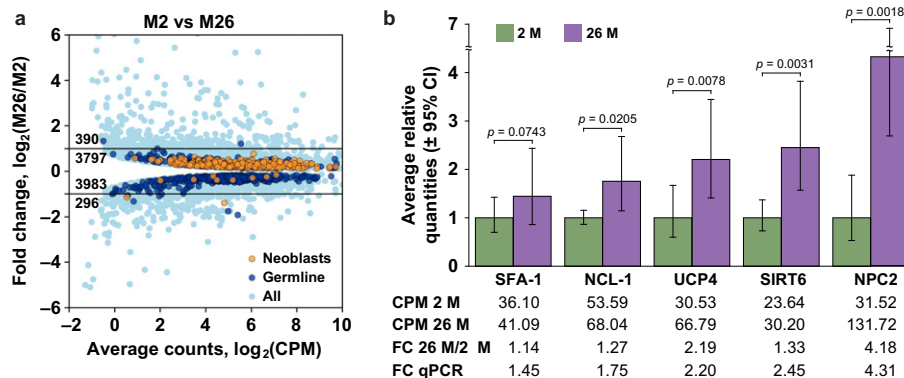 a
M2 vs M26
Fold change, log2(M26/M2)
6
4
2
0
−2
−4
−6
390
3797
3983
296
Neoblasts
Germline
All
−2 0 2 4 6 8 10
Average counts, log2(CPM)
b
2 M 26 M
Average relative
quantities (± 95% CI)
7
4
3
2
1
0
p = 0.0743
p = 0.0205
p = 0.0078
p = 0.0031
p = 0.0018
SFA-1 NCL-1 UCP4 SIRT6 NPC2
CPM 2 M 36.10 53.59 30.53 23.64 31.52
CPM 26 M 41.09 68.04 66.79 30.20 131.72
FC 26 M/2 M 1.14 1.27 2.19 1.33 4.18
FC qPCR 1.45 1.75 2.20 2.45 4.31